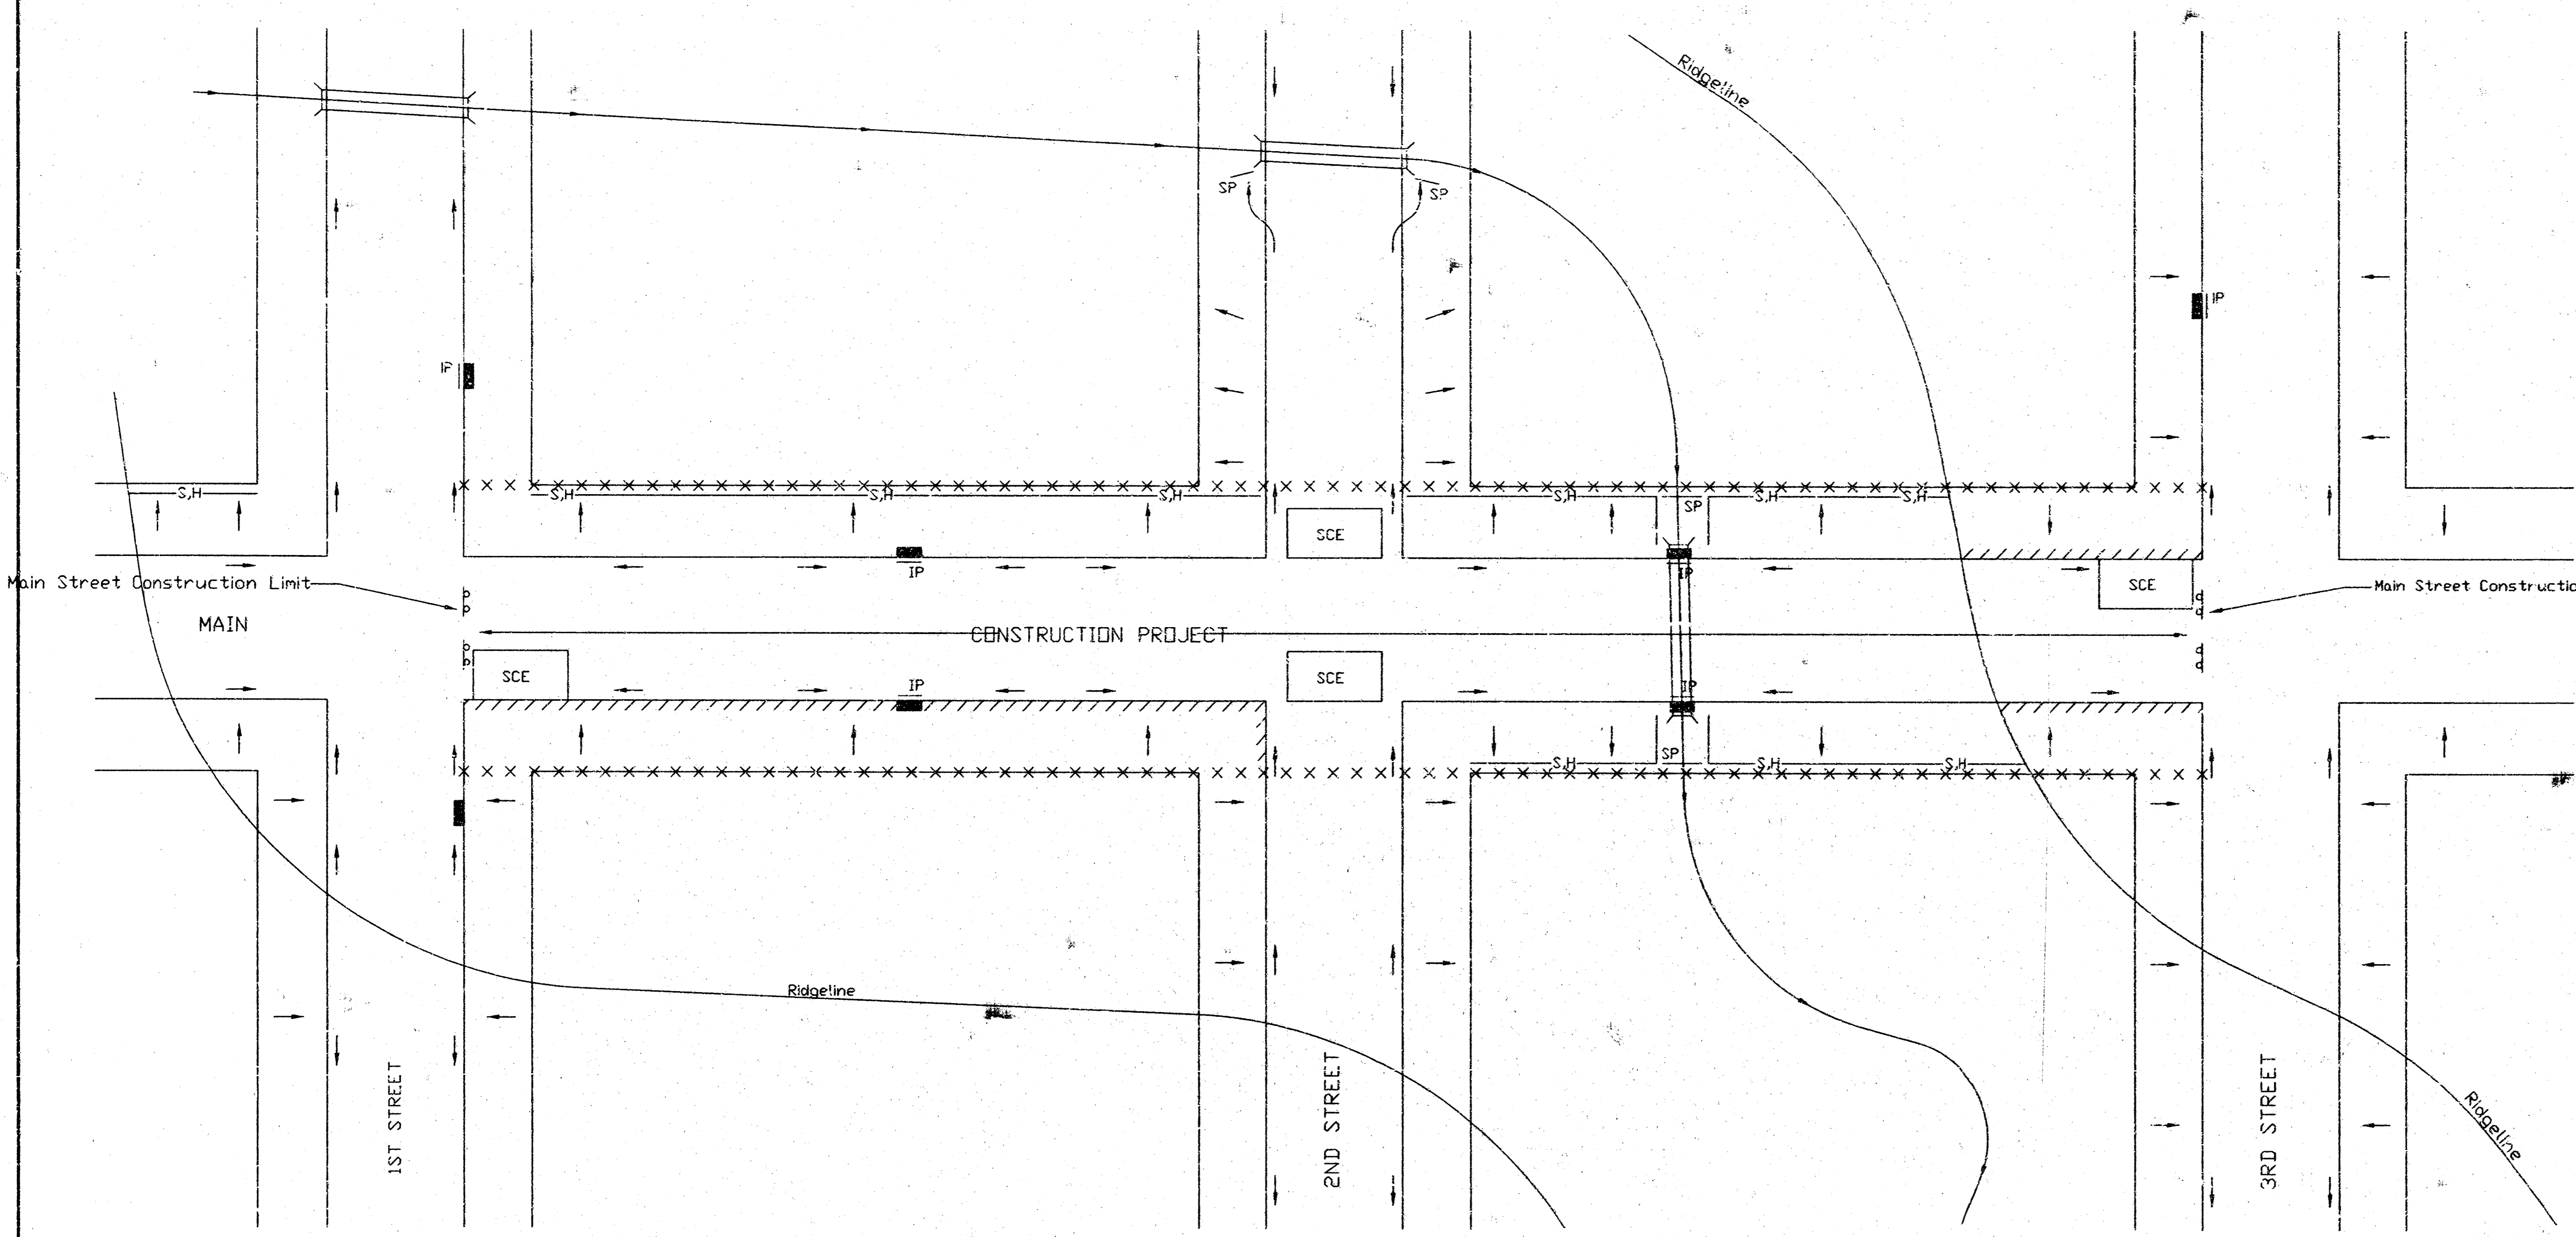 Ridgeline
SP
SP
IP
IP
S,H
S,H
S,H
S,H
S,H
S,H
S,H
SP
SCE
IP
IP
Main Street Construction Limit
SCE
Main Street Constructio
MAIN
CONSTRUCTION PROJECT
SCE
IP
SCE
IP
SP
S,H
S,H
S,H
Ridgeline
1ST STREET
2ND STREET
3RD STREET
Ridgeline